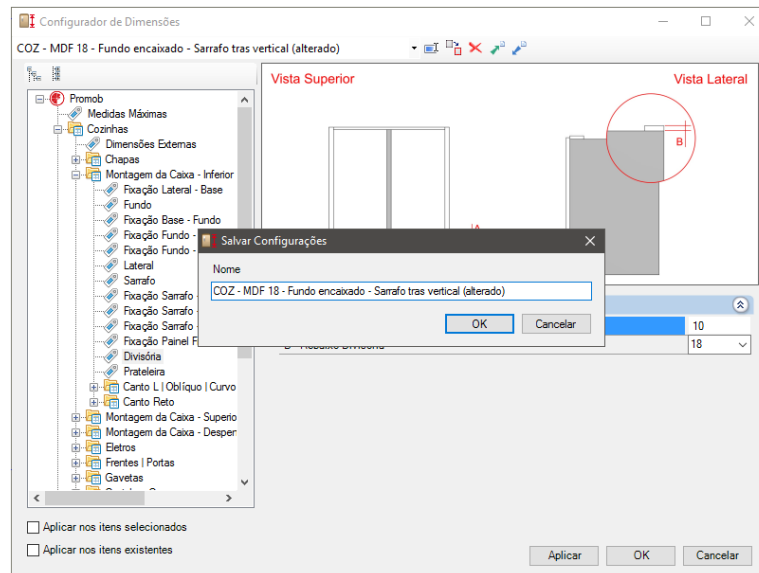 Configurador de Dimensões
COZ - MDF 18 - Fundo encaixado - Sarrafo tras vertical (alterado)
Vista Superior
Vista Lateral
Promob
Medidas Máximas
Cozinhas
Dimensões Externas
Chapas
Montagem da Caixa - Inferior
Fixação Lateral - Base
Fundo
Fixação Base - Fundo
Fixação Fundo -
Fixação Fundo -
Lateral
Sarrafo
Fixação Sarrafo
Fixação Sarrafo
Fixação Sarrafo
Fixação Painel F
Divisória
Prateleira
Canto L | Oblíquo | Curvo
Canto Reto
Montagem da Caixa - Superio
Montagem da Caixa - Despen
Eletros
Frentes | Portas
Gavetas
B
A
Salvar Configurações
Nome
COZ - MDF 18 - Fundo encaixado - Sarrafo tras vertical (alterado)
OK
Cancelar
10
B - Rebaixo Divisória
18
Aplicar nos itens selecionados
Aplicar nos itens existentes
Aplicar
OK
Cancelar